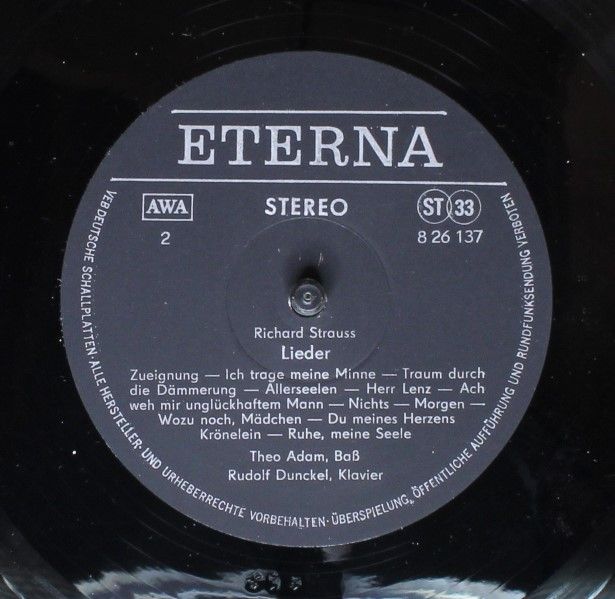 ETERNA
AWA STEREO ST 33
2 8 26 137
Richard Strauss
Lieder
Zueignung — Ich trage meine Minne — Traum durch
die Dämmerung — Allerseelen — Herr Lenz — Ach
weh mir unglückhaftem Mann — Nichts — Morgen —
Wozu noch, Mädchen — Du meines Herzens
Krönelein — Ruhe, meine Seele
Theo Adam, Baß
Rudolf Dunckel, Klavier
VEB DEUTSCHE SCHALLPLATTEN · ALLE HERSTELLER- UND URHEBERRECHTE VORBEHALTEN · ÜBERSPIELUNG, ÖFFENTLICHE AUFFÜHRUNG UND RUNDFUNKSENDUNG VERBOTEN